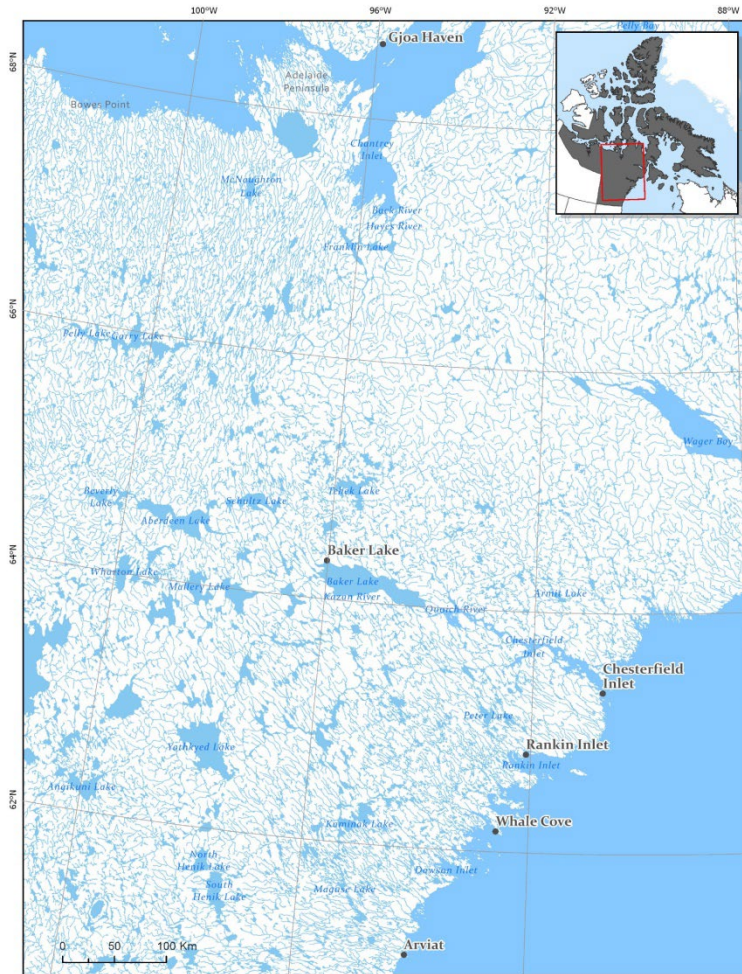 100°W
96°W
92°W
88°W
Pelly Bay
Gjoa Haven
68°N
Adelaide
Peninsula
Bower Point
Chantrey
Inlet
McNaughton
Lake
Back River
Hayes River
Franklin Lake
66°N
Pelly Lake
Garry Lake
Wager Bay
Beverly
Lake
Schultz Lake
Tehek Lake
Aberdeen Lake
64°N
Baker Lake
Wharton Lake
Baker Lake
Mallery Lake
Kazan River
Armit Lake
Quoich River
Chesterfield
Inlet
Chesterfield
Inlet
Peter Lake
Yathkyed Lake
Rankin Inlet
Rankin Inlet
Angikuni Lake
62°N
Kaminak Lake
Whale Cove
North
Henik Lake
Dawson Inlet
South
Henik Lake
Maguse Lake
Arviat
0 50 100 Km